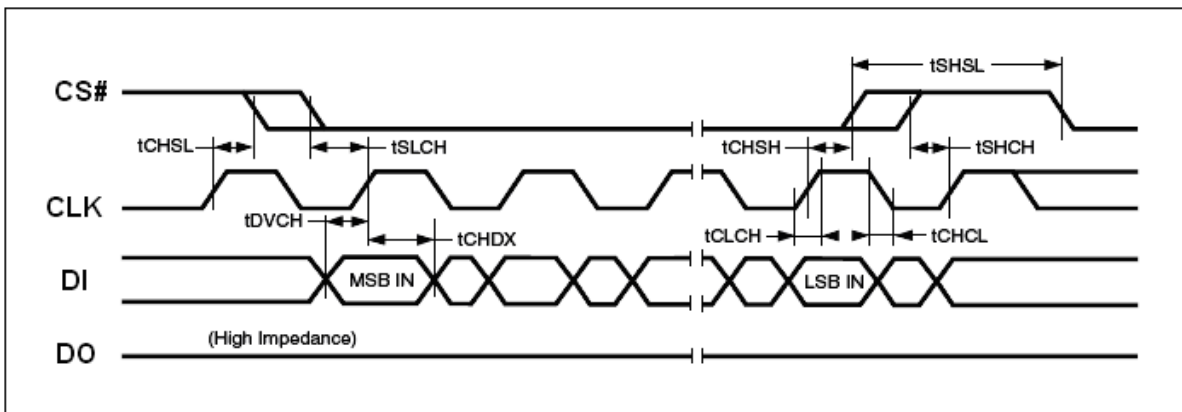 tSHSL
CS#
tCHSL
tSLCH
tCHSH
tSHCH
CLK
tDVCH
tCHDX
tCLCH
tCHCL
DI
MSB IN
LSB IN
(High Impedance)
DO